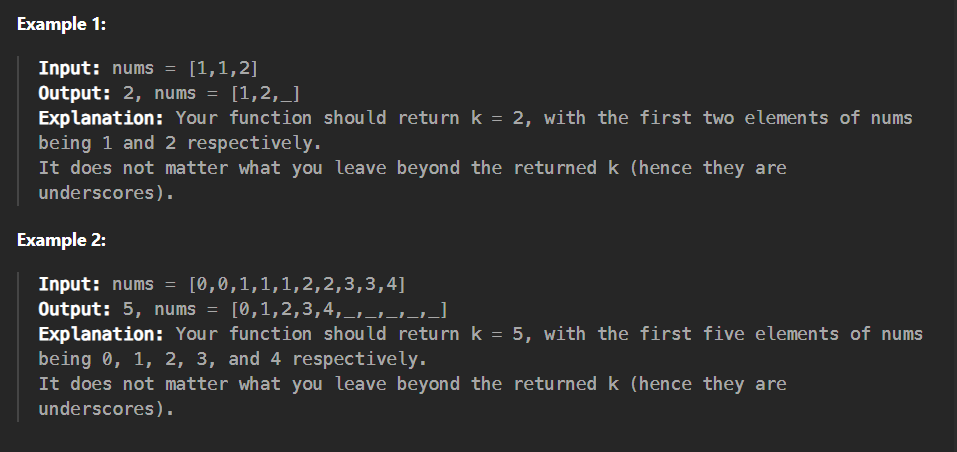 Example 1:
Input: nums = [1,1,2]
Output: 2, nums = [1,2,_]
Explanation: Your function should return k = 2, with the first two elements of nums
being 1 and 2 respectively.
It does not matter what you leave beyond the returned k (hence they are
underscores).
Example 2:
Input: nums = [0,0,1,1,1,2,2,3,3,4]
Output: 5, nums = [0,1,2,3,4,_,_,_,_,_]
Explanation: Your function should return k = 5, with the first five elements of nums
being 0, 1, 2, 3, and 4 respectively.
It does not matter what you leave beyond the returned k (hence they are
underscores).